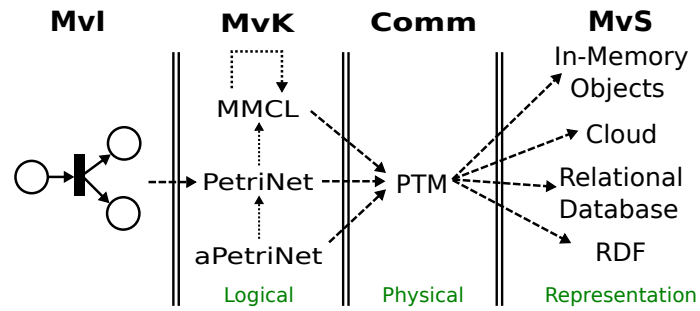 MvI
MvK
Comm
MvS
MMCL
PetriNet
aPetriNet
Logical
PTM
Physical
In-Memory
Objects
Cloud
Relational
Database
RDF
Representation